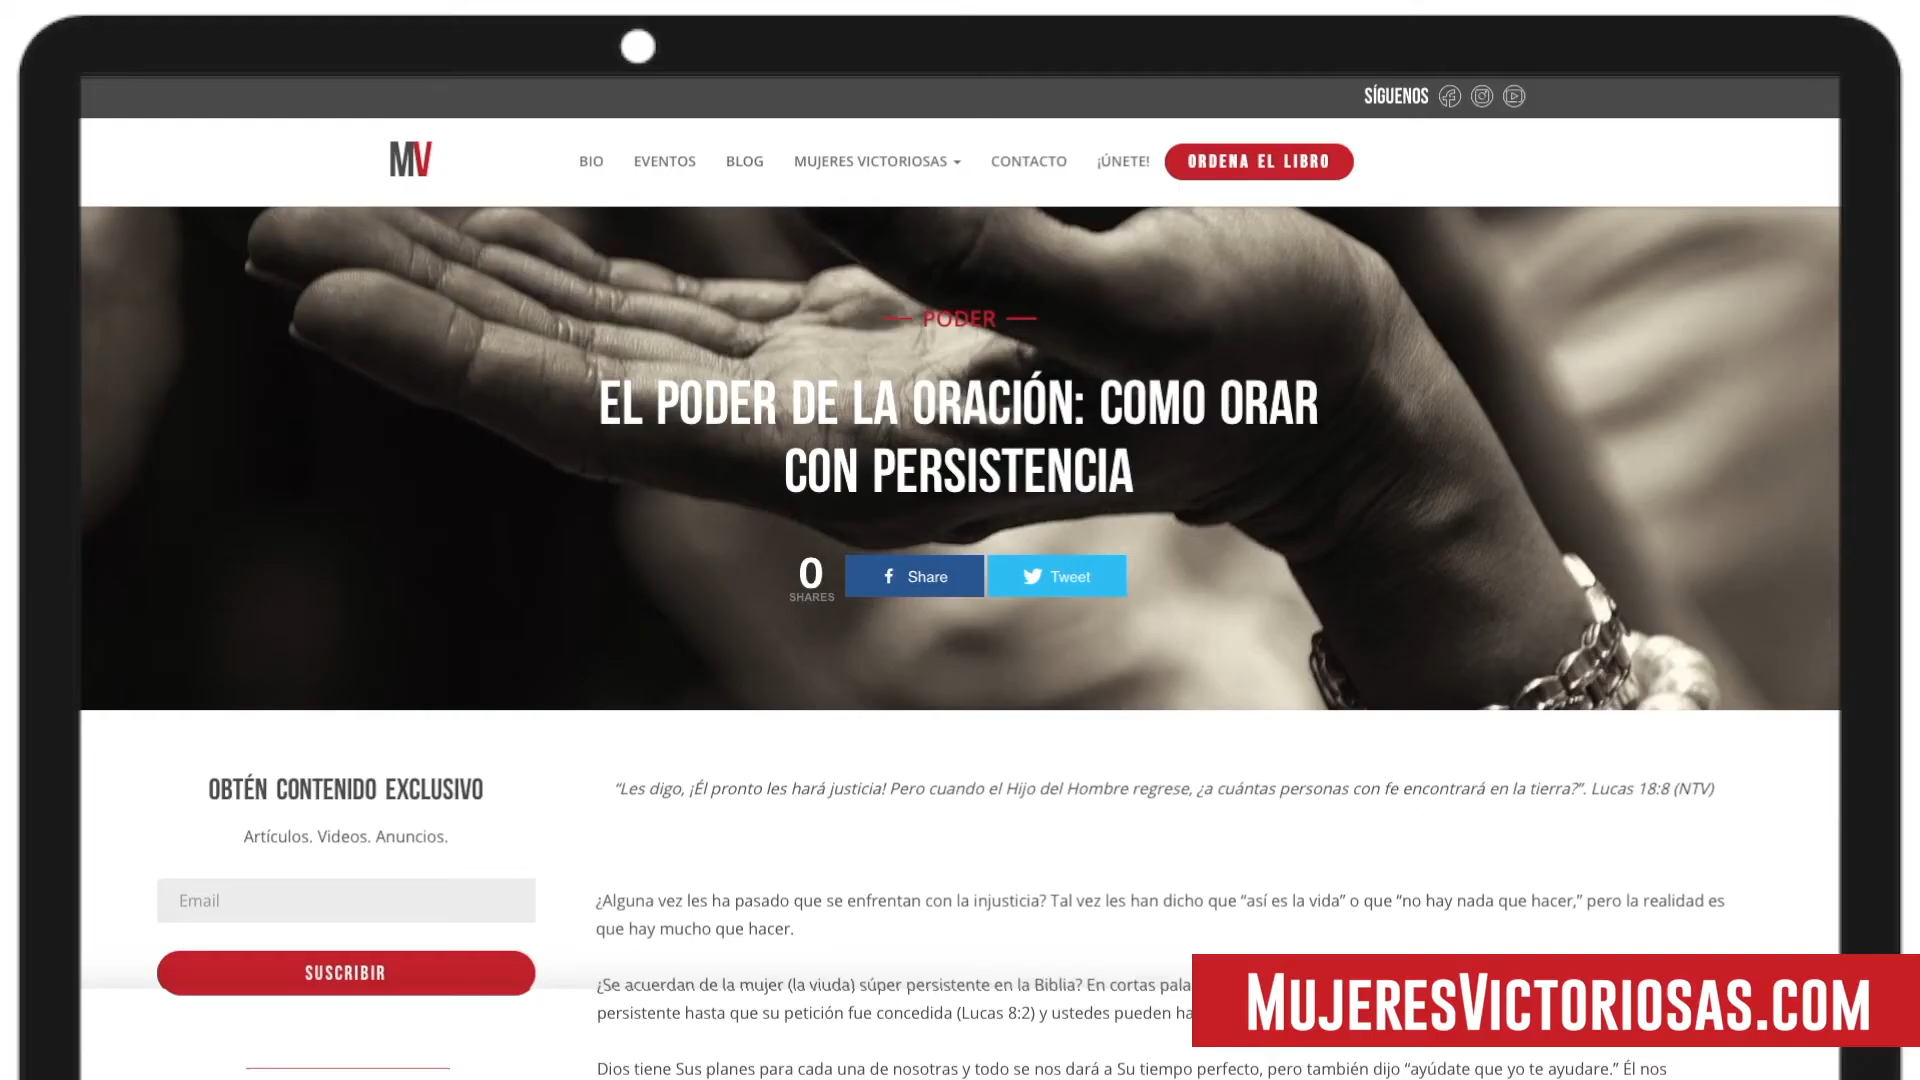 SÍGUENOS
MV
BIO EVENTOS BLOG MUJERES VICTORIOSAS CONTACTO ¡ÚNETE! ORDENA EL LIBRO
PODER
EL PODER DE LA ORACIÓN: COMO ORAR
CON PERSISTENCIA
0
SHARES
Share
Tweet
OBTÉN CONTENIDO EXCLUSIVO
Artículos. Videos. Anuncios.
Email
SUSCRIBIR
“Les digo, ¡Él pronto les hará justicia! Pero cuando el Hijo del Hombre regrese, ¿a cuántas personas con fe encontrará en la tierra?”. Lucas 18:8 (NTV)
¿Alguna vez les ha pasado que se enfrentan con la injusticia? Tal vez les han dicho que “así es la vida” o que “no hay nada que hacer,” pero la realidad es
que hay mucho que hacer.
¿Se acuerdan de la mujer (la viuda) súper persistente en la Biblia? En cortas pala
persistente hasta que su petición fue concedida (Lucas 8:2) y ustedes pueden ha
Dios tiene Sus planes para cada una de nosotras y todo se nos dará a Su tiempo perfecto, pero también dijo “ayúdate que yo te ayudare.” Él nos
MUJERESVICTORIOSAS.COM